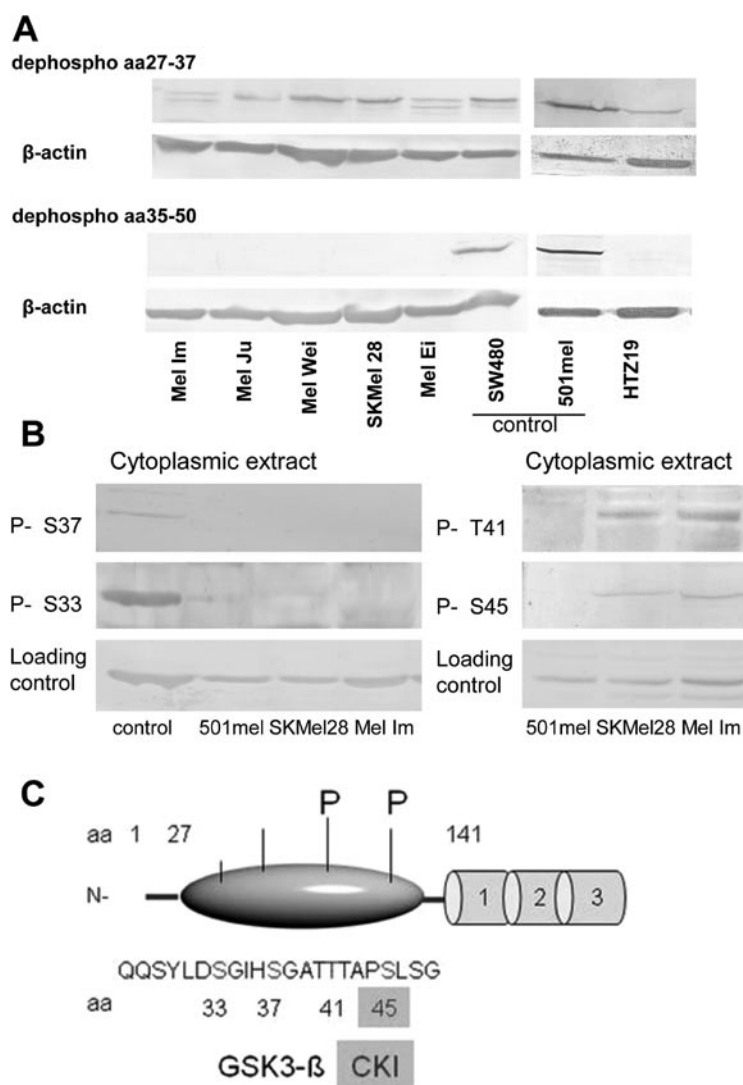 A
dephospho aa27-37
β-actin
dephospho aa35-50
β-actin
Mel Im
Mel Ju
Mel Wei
SKMel 28
Mel Ei
SW480
501mel
HTZ19
control
B
Cytoplasmic extract
P- S37
P- S33
Loading
control
control 501mel SKMel28 Mel Im
Cytoplasmic extract
P- T41
P- S45
Loading
control
501mel SKMel28 Mel Im
C
P P
aa 1 27 141
N- 1 2 3
QQSYLDSGIHSGATTTAPSLSG
aa 33 37 41 45
GSK3-ß CKI